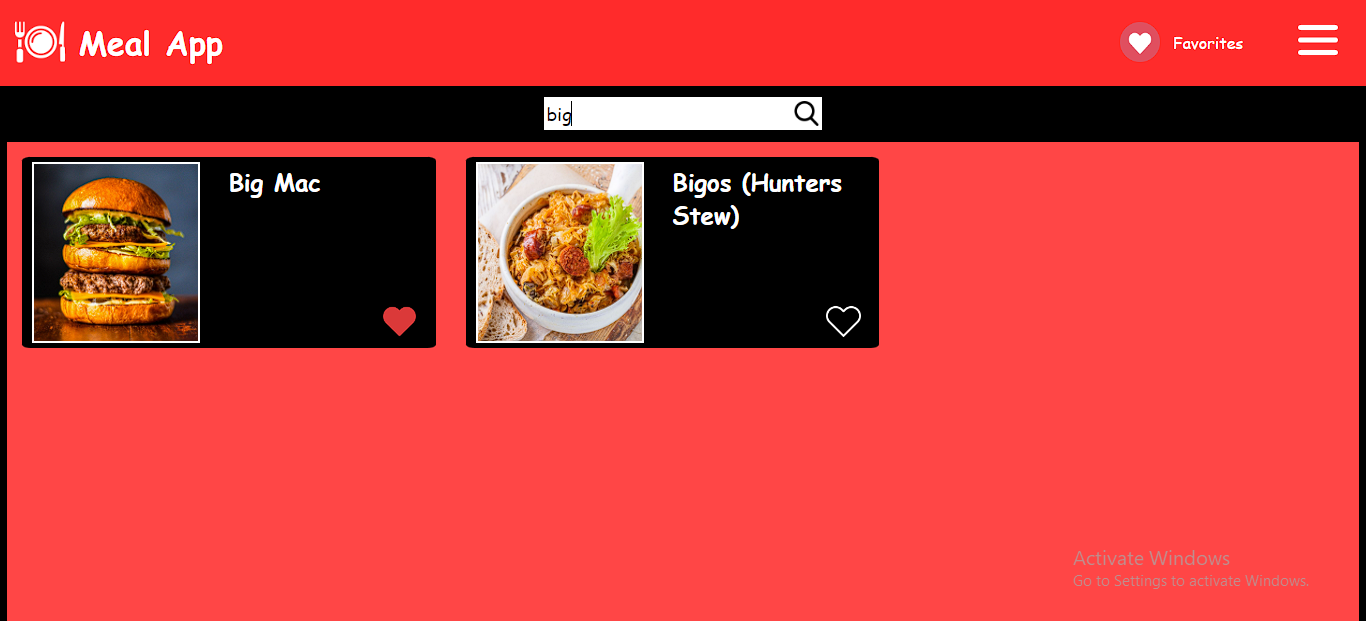 Meal App
Favorites
big
Big Mac
Bigos (Hunters
Stew)
Activate Windows
Go to Settings to activate Windows.